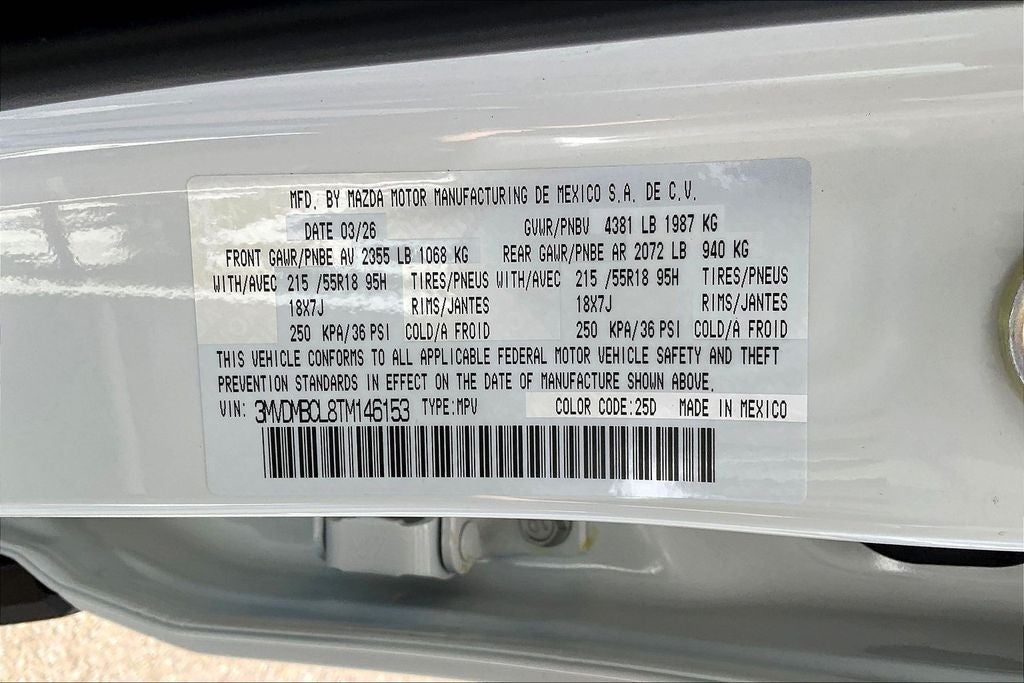 MFD. BY MAZDA MOTOR MANUFACTURING DE MEXICO S.A. DE C.V.
DATE 03/26 GVWR/PNBV 4381 LB 1987 KG
FRONT GAWR/PNBE AV 2355 LB 1068 KG REAR GAWR/PNBE AR 2072 LB 940 KG
WITH/AVEC 215 /55R18 95H TIRES/PNEUS WITH/AVEC 215 /55R18 95H TIRES/PNEUS
18X7J RIMS/JANTES 18X7J RIMS/JANTES
250 KPA/36 PSI COLD/A FROID 250 KPA/36 PSI COLD/A FROID
THIS VEHICLE CONFORMS TO ALL APPLICABLE FEDERAL MOTOR VEHICLE SAFETY AND THEFT
PREVENTION STANDARDS IN EFFECT ON THE DATE OF MANUFACTURE SHOWN ABOVE.
VIN: 3MVDMBCL8TM146153 TYPE:MPV COLOR CODE:25D MADE IN MEXICO